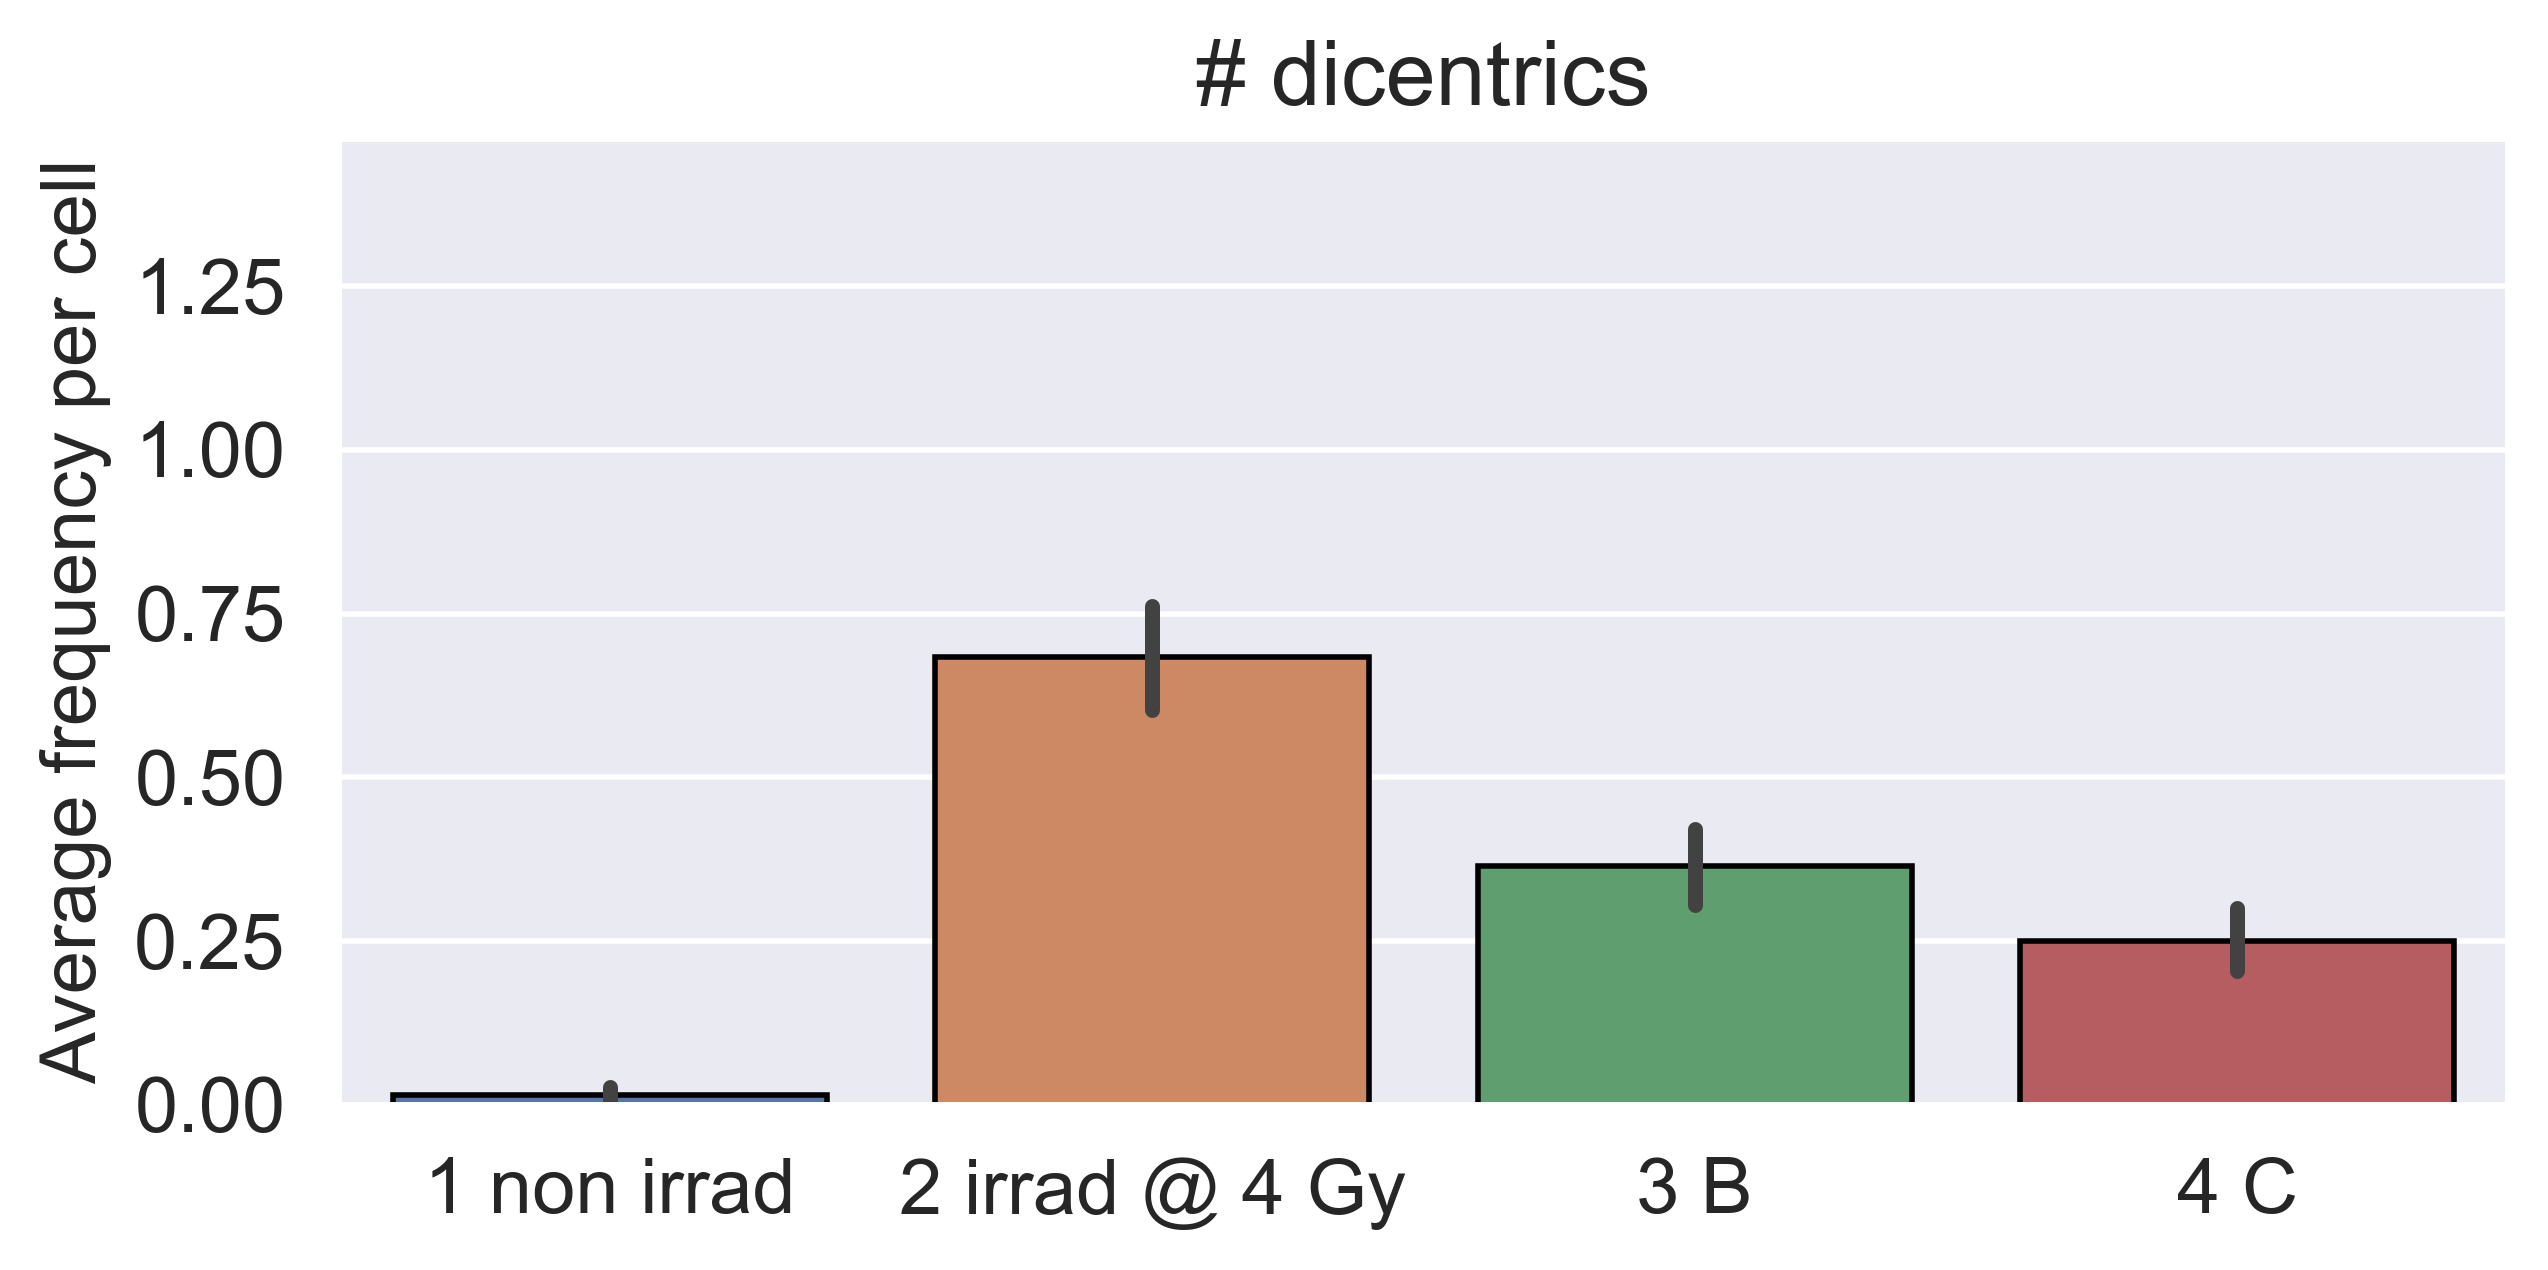 # dicentrics
Average frequency per cell
1.25
1.00
0.75
0.50
0.25
0.00
1 non irrad
2 irrad @ 4 Gy
3 B
4 C